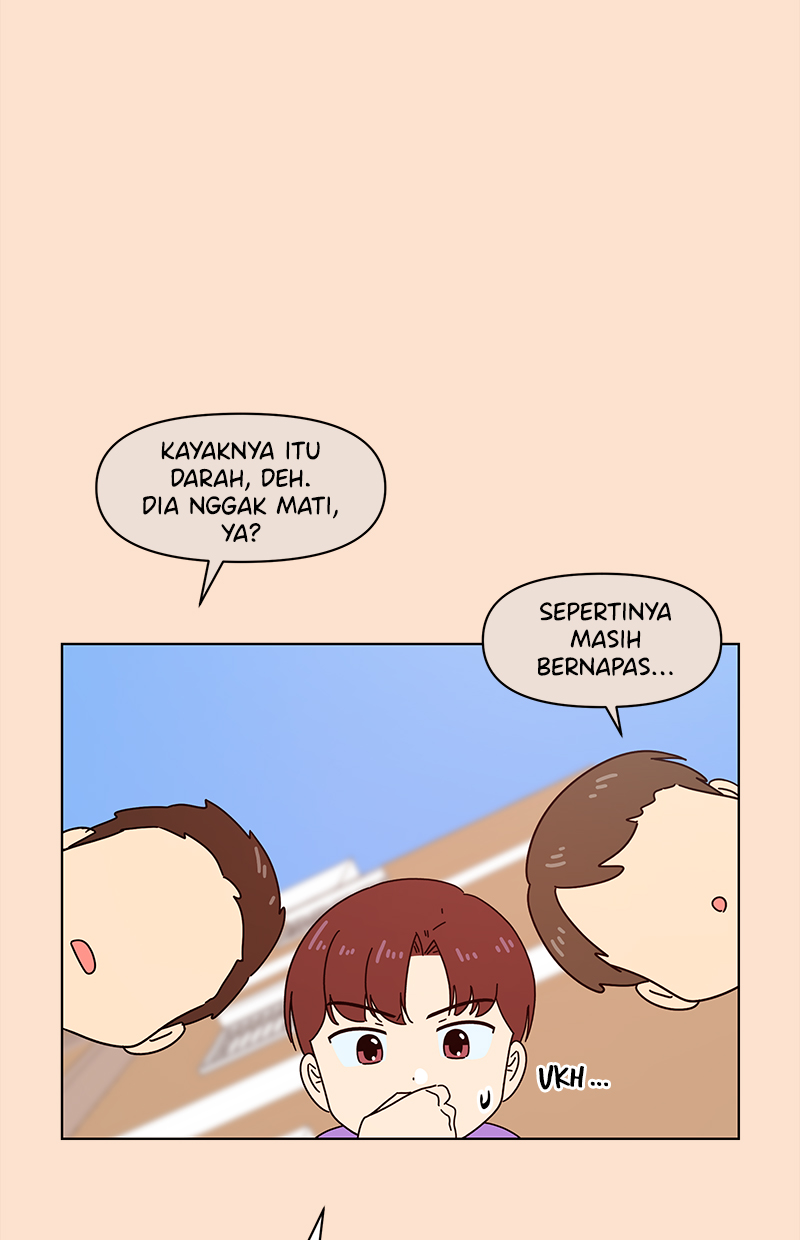 KAYAKNYA ITU
DARAH, DEH.
DIA NGGAK MATI,
YA?
SEPERTINYA
MASIH
BERNAPAS...
UKH...